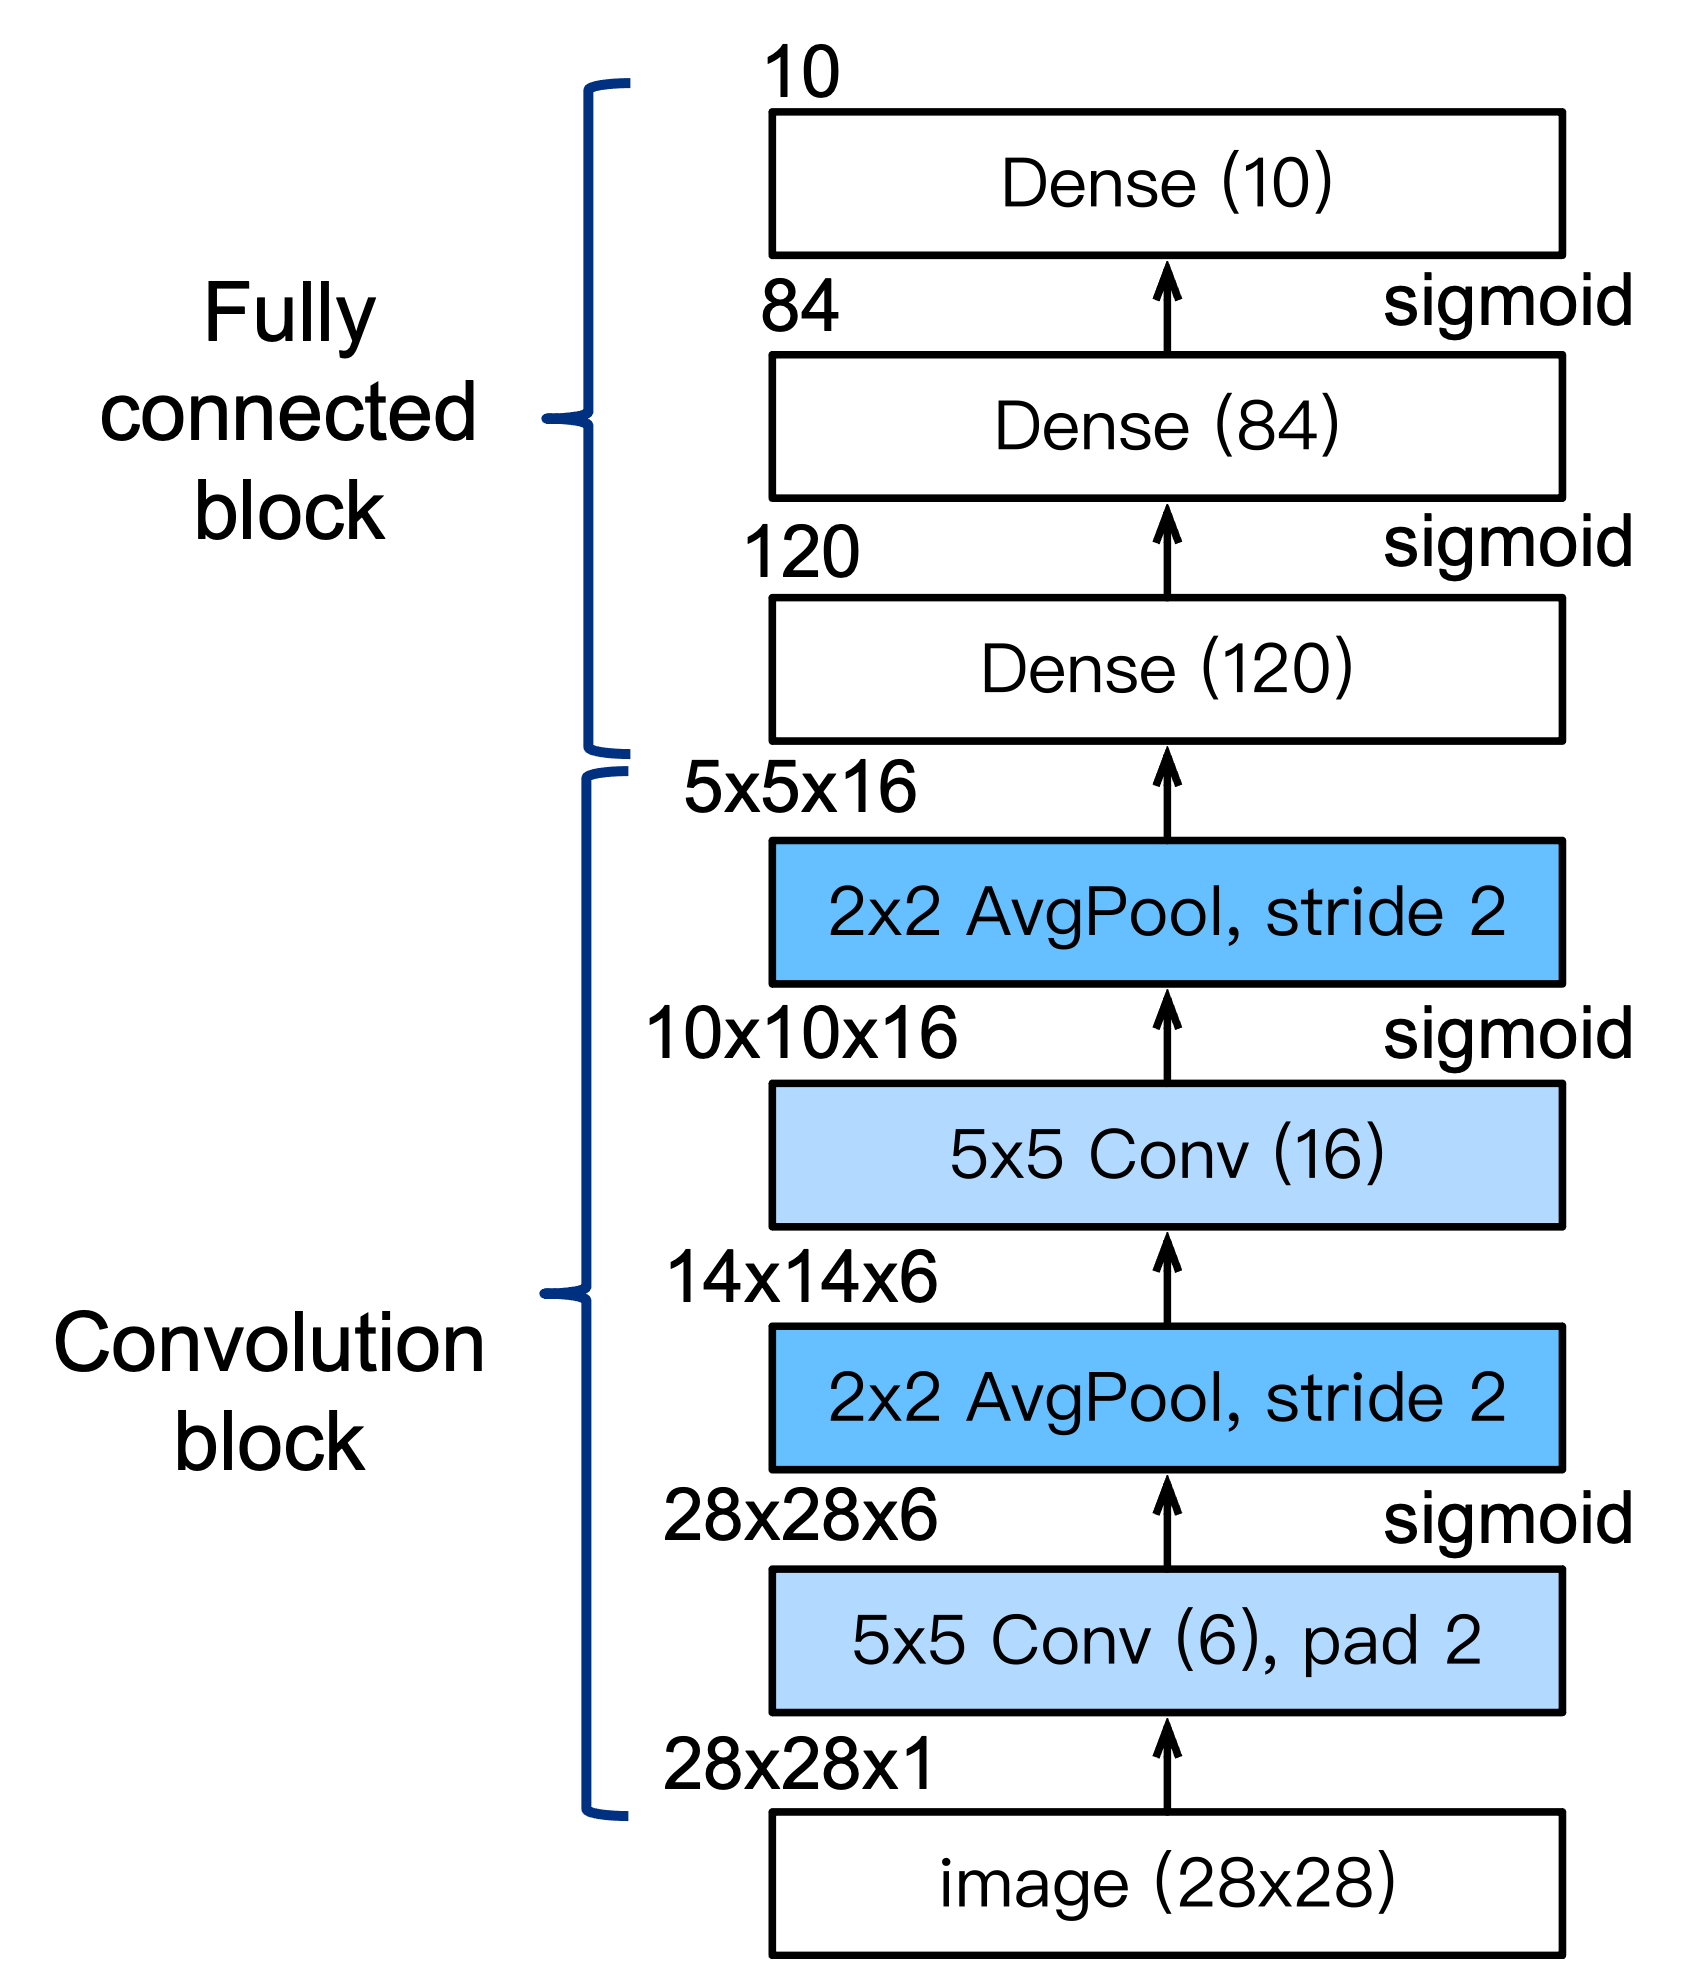 10
Dense (10)
84
sigmoid
Dense (84)
120
sigmoid
Dense (120)
Fully
connected
block
5x5x16
2x2 AvgPool, stride 2
10x10x16
sigmoid
5x5 Conv (16)
14x14x6
2x2 AvgPool, stride 2
28x28x6
sigmoid
5x5 Conv (6), pad 2
28x28x1
image (28x28)
Convolution
block